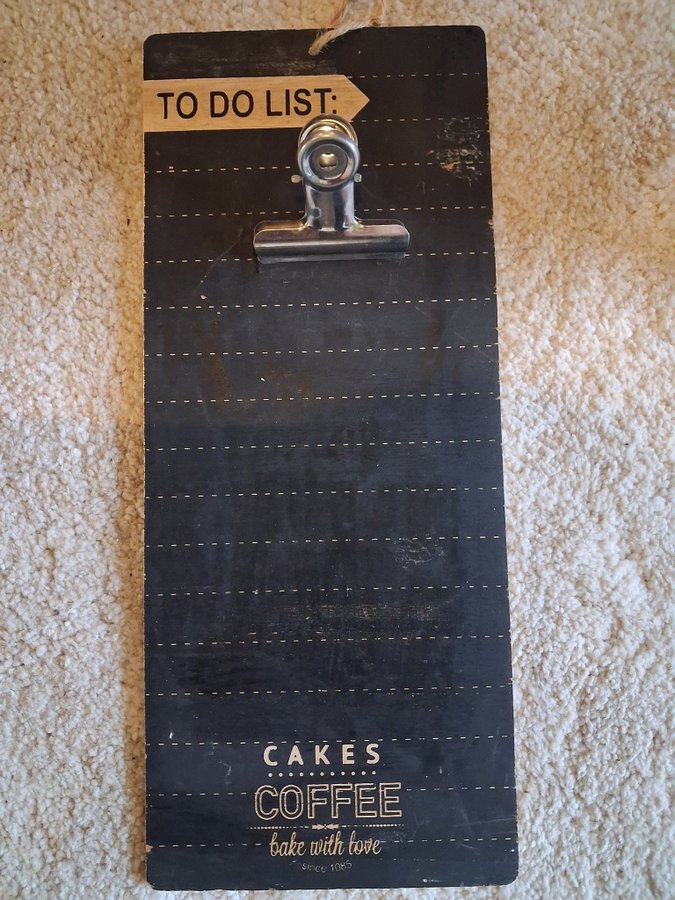 TO DO LIST:
CAKES
COFFEE
bake with love
since 1085